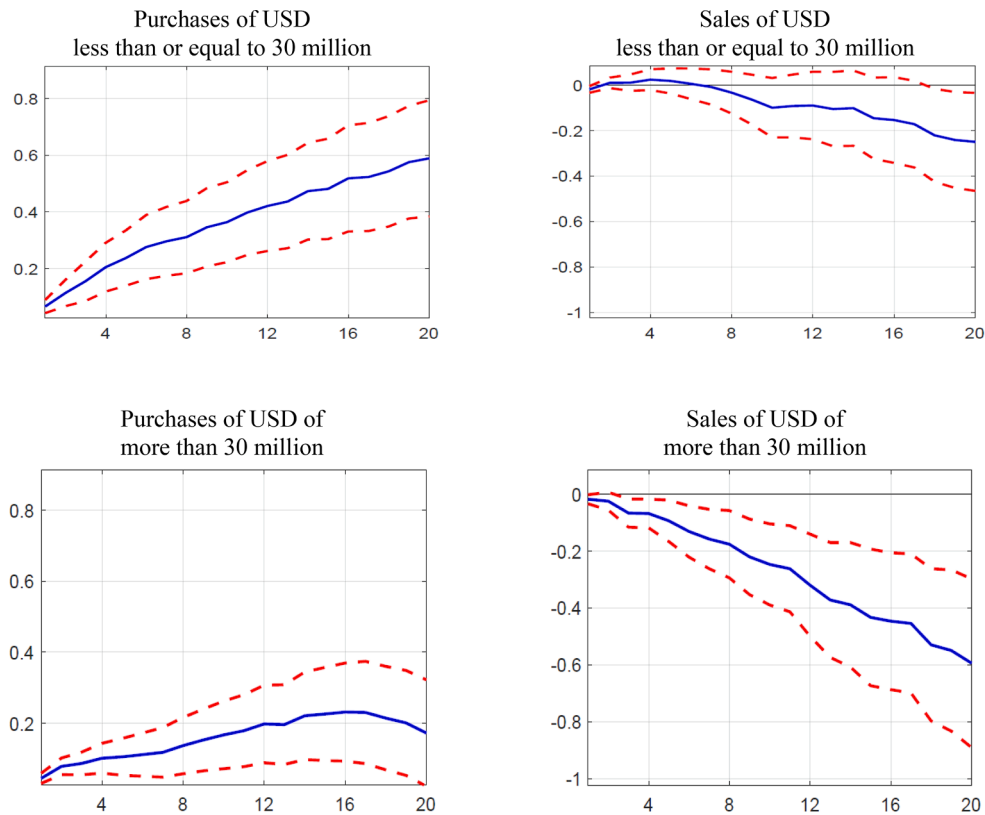 Purchases of USD
less than or equal to 30 million
0.8
0.6
0.4
0.2
4 8 12 16 20
Sales of USD
less than or equal to 30 million
0
-0.2
-0.4
-0.6
-0.8
-1
4 8 12 16 20
Purchases of USD of
more than 30 million
0.8
0.6
0.4
0.2
4 8 12 16 20
Sales of USD of
more than 30 million
0
-0.2
-0.4
-0.6
-0.8
-1
4 8 12 16 20